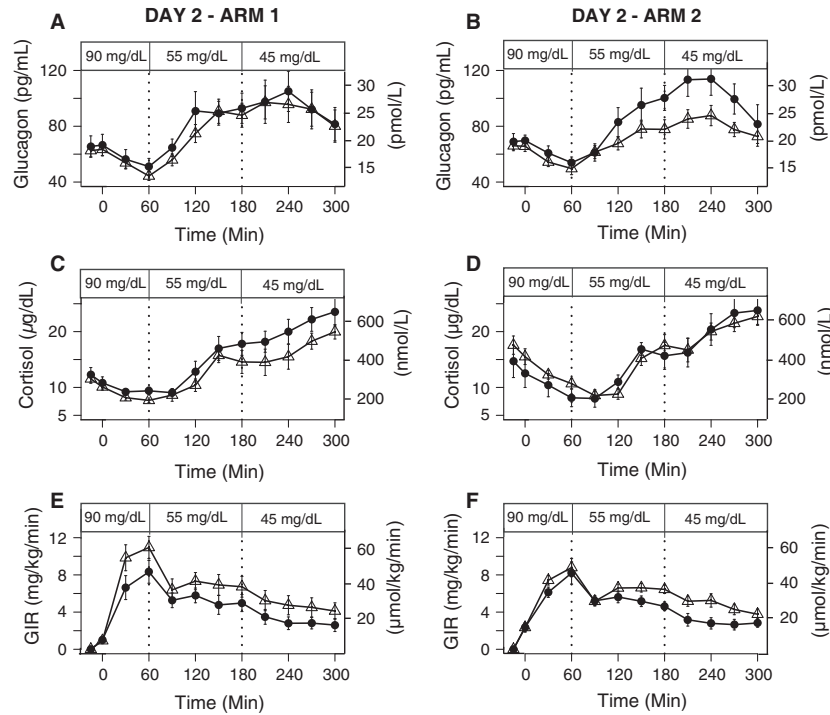 DAY 2 - ARM 1
DAY 2 - ARM 2
A
90 mg/dL
55 mg/dL
45 mg/dL
Glucagon (pg/mL)
120
80
40
30
25
20
15
(pmol/L)
0 60 120 180 240 300
Time (Min)
B
90 mg/dL
55 mg/dL
45 mg/dL
Glucagon (pg/mL)
120
80
40
30
25
20
15
(pmol/L)
0 60 120 180 240 300
Time (Min)
C
90 mg/dL
55 mg/dL
45 mg/dL
Cortisol (µg/dL)
20
10
5
600
400
200
(nmol/L)
0 60 120 180 240 300
Time (Min)
D
90 mg/dL
55 mg/dL
45 mg/dL
Cortisol (µg/dL)
20
10
5
600
400
200
(nmol/L)
0 60 120 180 240 300
Time (Min)
E
90 mg/dL
55 mg/dL
45 mg/dL
GIR (mg/kg/min)
12
8
4
0
60
40
20
(µmol/kg/min)
0 60 120 180 240 300
Time (Min)
F
90 mg/dL
55 mg/dL
45 mg/dL
GIR (mg/kg/min)
12
8
4
0
60
40
20
(µmol/kg/min)
0 60 120 180 240 300
Time (Min)